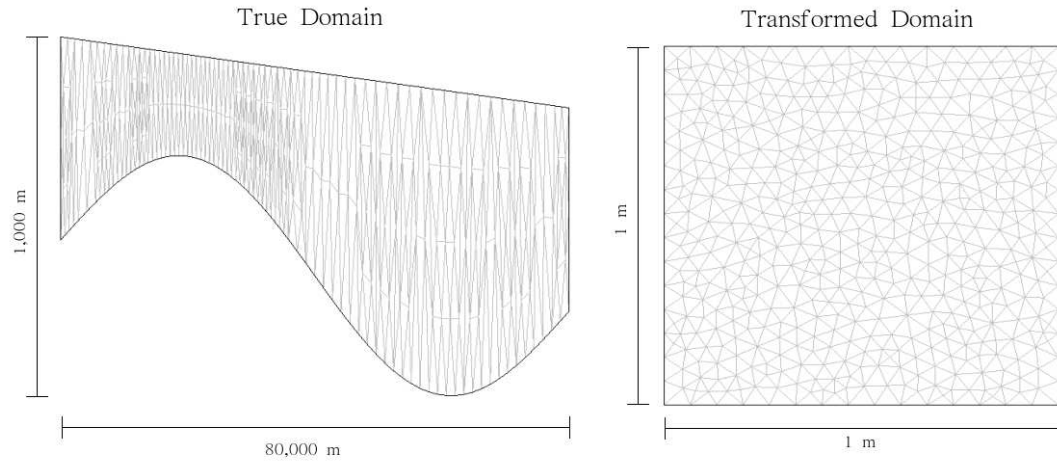 True Domain
Transformed Domain
1,000 m
1 m
80,000 m
1 m